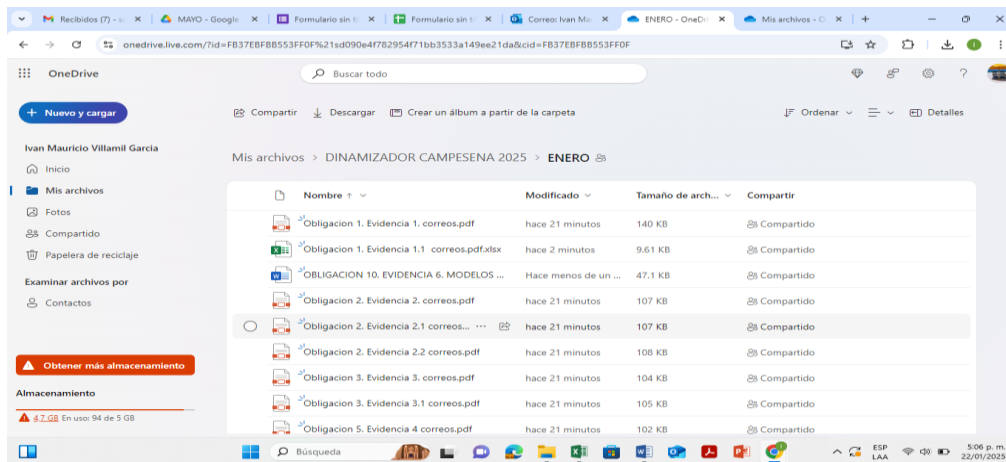 Recibidos (7) - s
MAYO - Google
Formulario sin tí
Formulario sin tí
Correo: Ivan Ma
ENERO - OneDri
Mis archivos - O
onedrive.live.com/?id=FB37EBFBB553FF0F%21sd090e4f782954f71bb3533a149ee21da&cid=FB37EBFBB553FF0F
OneDrive
Buscar todo
Nuevo y cargar
Compartir
Descargar
Crear un álbum a partir de la carpeta
Ordenar
Detalles
Ivan Mauricio Villamil Garcia
Inicio
Mis archivos
Fotos
Compartido
Papelera de reciclaje
Examinar archivos por
Contactos
Obtener más almacenamiento
Almacenamiento
4,7 GB En uso: 94 de 5 GB
Mis archivos > DINAMIZADOR CAMPESENA 2025 > ENERO
Nombre Modificado Tamaño de arch... Compartir
Obligacion 1. Evidencia 1. correos.pdf hace 21 minutos 140 KB Compartido
Obligacion 1. Evidencia 1.1 correos.pdf.xlsx hace 2 minutos 9.61 KB Compartido
OBLIGACION 10. EVIDENCIA 6. MODELOS ... Hace menos de un ... 47.1 KB Compartido
Obligacion 2. Evidencia 2. correos.pdf hace 21 minutos 107 KB Compartido
Obligacion 2. Evidencia 2.1 correos... hace 21 minutos 107 KB Compartido
Obligacion 2. Evidencia 2.2 correos.pdf hace 21 minutos 108 KB Compartido
Obligacion 3. Evidencia 3. correos.pdf hace 21 minutos 104 KB Compartido
Obligacion 3. Evidencia 3.1 correos.pdf hace 21 minutos 105 KB Compartido
Obligacion 5. Evidencia 4 correos.pdf hace 21 minutos 102 KB Compartido
Búsqueda
ESP
LAA
5:06 p. m.
22/01/2025